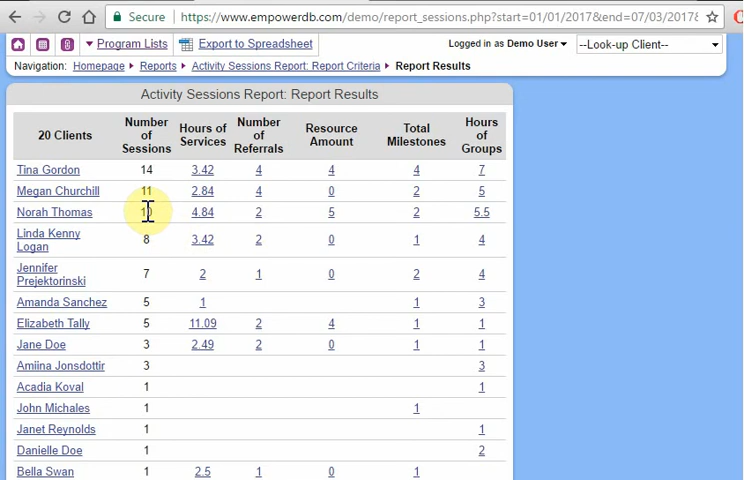 Secure https://www.empowerdb.com/demo/report_sessions.php?start=01/01/2017&end=07/03/2017&
Program Lists Export to Spreadsheet Logged in as Demo User --Look-up Client--
Navigation: Homepage Reports Activity Sessions Report: Report Criteria Report Results
Activity Sessions Report: Report Results
20 Clients Number of Sessions Hours of Services Number of Referrals Resource Amount Total Milestones Hours of Groups
Tina Gordon 14 3.42 4 4 4 7
Megan Churchill 11 2.84 4 0 2 5
Norah Thomas 10 4.84 2 5 2 5.5
Linda Kenny Logan 8 3.42 2 0 1 4
Jennifer Prejektorinski 7 2 1 0 2 4
Amanda Sanchez 5 1 1 3
Elizabeth Tally 5 11.09 2 4 1 1
Jane Doe 3 2.49 2 0 1 1
Amiina Jonsdottir 3 3
Acadia Koval 1 1
John Michales 1 1
Janet Reynolds 1 1
Danielle Doe 1 2
Bella Swan 1 2.5 1 0 1